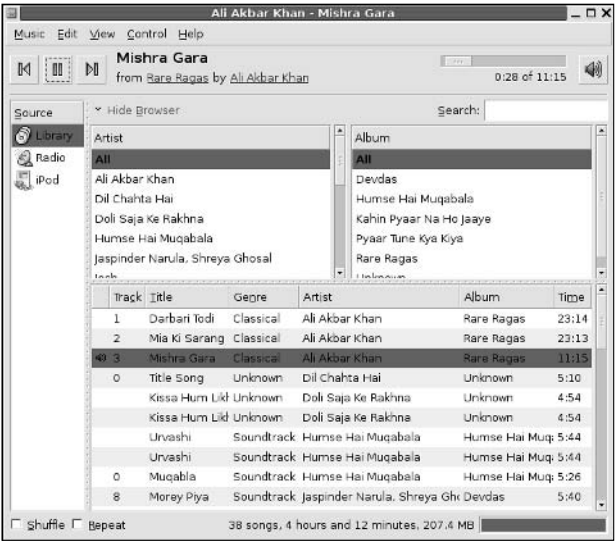 Ali Akbar Khan - Mishra Gara
Music Edit View Control Help
Mishra Gara
from Rare Ragas by Ali Akbar Khan
0:28 of 11:15
Source
Library
Radio
iPod
Hide Browser
Search:
Artist
All
Ali Akbar Khan
Dil Chahta Hai
Doli Saja Ke Rakhna
Humse Hai Muqabala
Jaspinder Narula, Shreya Ghosal
Josh
Album
All
Devdas
Humse Hai Muqabala
Kahin Pyaar Na Ho Jaaye
Pyaar Tune Kya Kiya
Rare Ragas
Unknown
Track Title Genre Artist Album Time
1 Darbari Todi Classical Ali Akbar Khan Rare Ragas 23:14
2 Mia Ki Sarang Classical Ali Akbar Khan Rare Ragas 23:13
3 Mishra Gara Classical Ali Akbar Khan Rare Ragas 11:15
0 Title Song Unknown Dil Chahta Hai Unknown 5:10
Kissa Hum Likh Unknown Doli Saja Ke Rakhna Unknown 4:54
Kissa Hum Likh Unknown Doli Saja Ke Rakhna Unknown 4:54
Urvashi Soundtrack Humse Hai Muqabala Humse Hai Muqa 5:44
Urvashi Soundtrack Humse Hai Muqabala Humse Hai Muqa 5:44
0 Muqabla Soundtrack Humse Hai Muqabala Humse Hai Muqa 5:26
8 Morey Piya Soundtrack Jaspinder Narula, Shreya Gho Devdas 5:40
Shuffle Repeat 38 songs, 4 hours and 12 minutes, 207.4 MB